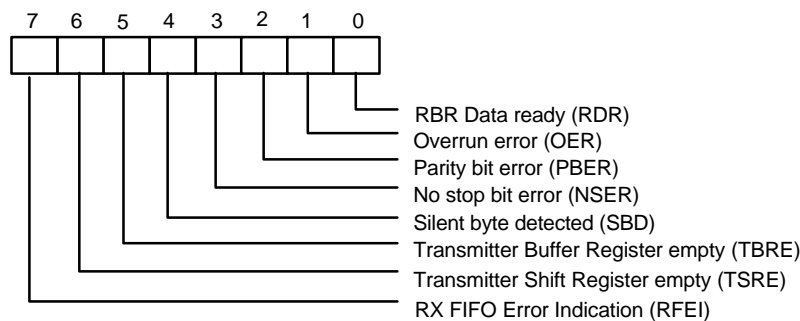 7 6 5 4 3 2 1 0
RBR Data ready (RDR)
Overrun error (OER)
Parity bit error (PBER)
No stop bit error (NSER)
Silent byte detected (SBD)
Transmitter Buffer Register empty (TBRE)
Transmitter Shift Register empty (TSRE)
RX FIFO Error Indication (RFEI)